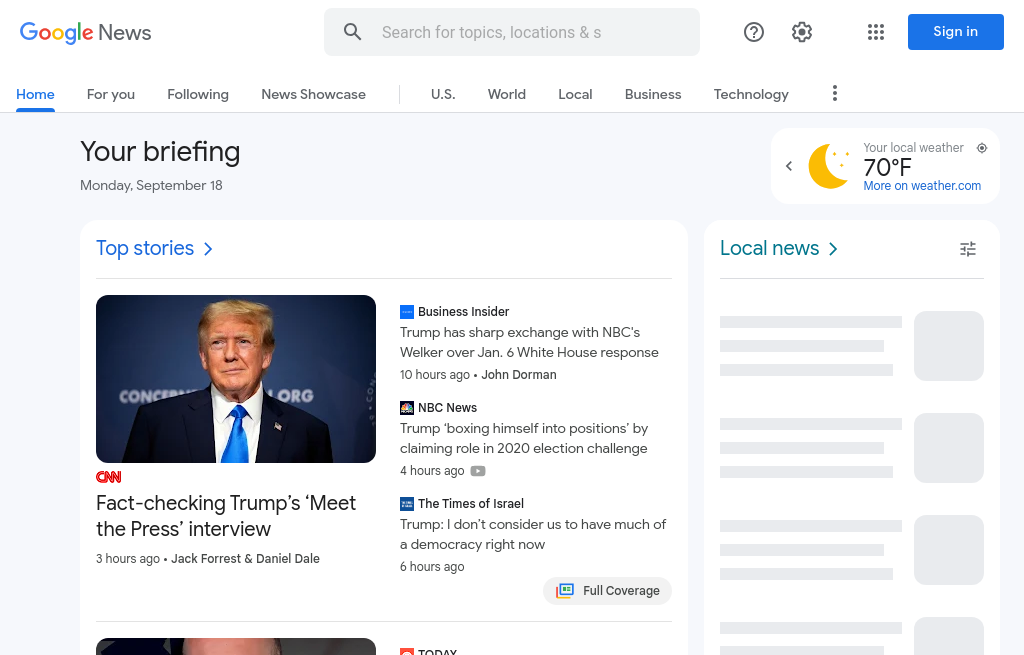 Google News
Search for topics, locations & s
Sign in
Home
For you
Following
News Showcase
U.S.
World
Local
Business
Technology
Your briefing
Monday, September 18
Your local weather
70°F
More on weather.com
Top stories
Local news
CNN
Fact-checking Trump’s ‘Meet
the Press’ interview
3 hours ago • Jack Forrest & Daniel Dale
Business Insider
Trump has sharp exchange with NBC's
Welker over Jan. 6 White House response
10 hours ago • John Dorman
NBC News
Trump ‘boxing himself into positions’ by
claiming role in 2020 election challenge
4 hours ago
The Times of Israel
Trump: I don’t consider us to have much of
a democracy right now
6 hours ago
Full Coverage
TODAY